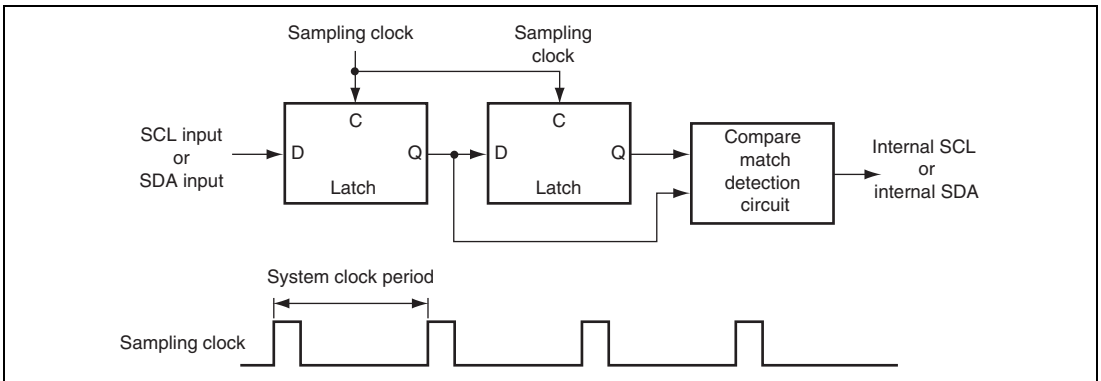 Sampling clock
Sampling
clock
C
C
SCL input
or
SDA input
D
Q
D
Q
Latch
Latch
Compare
match
detection
circuit
Internal SCL
or
internal SDA
System clock period
Sampling clock